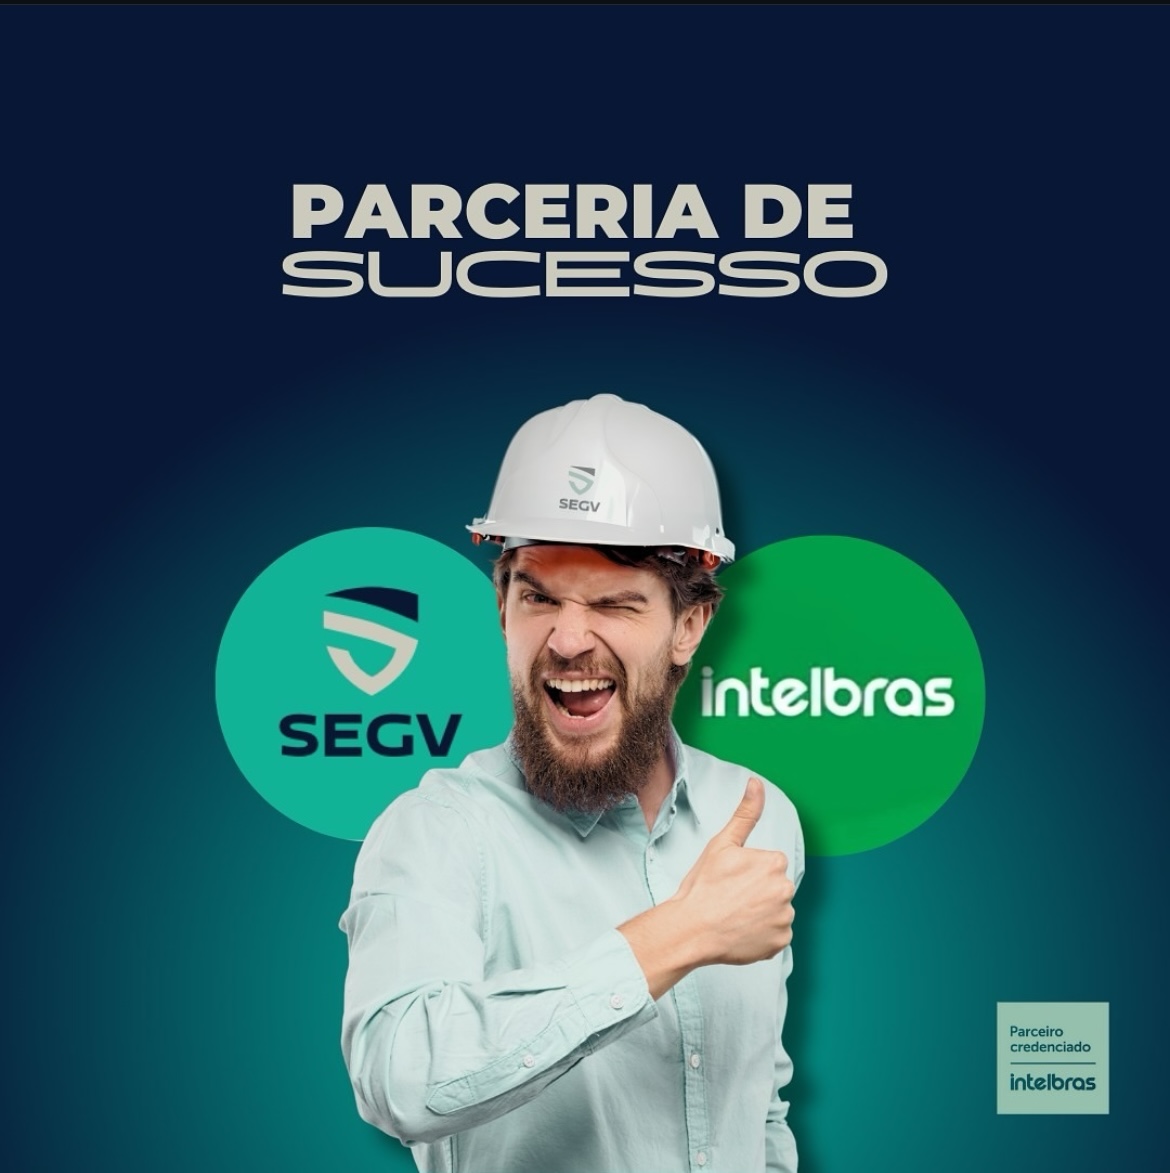 PARCERIA DE
SUCESSO
SEGV
SEGV
intelbras
Parceiro
credenciado
intelbras